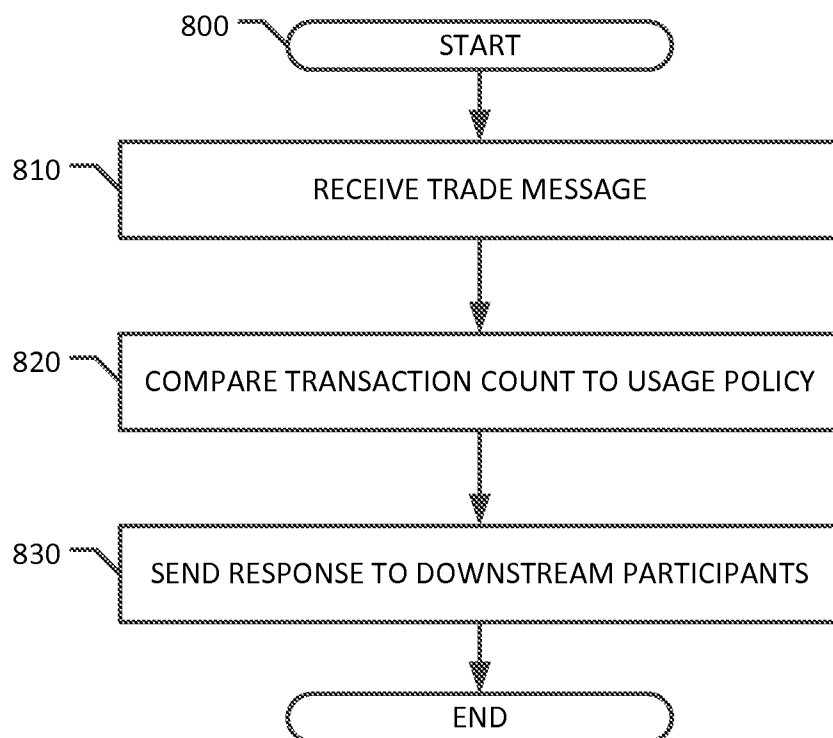 800
START
810
RECEIVE TRADE MESSAGE
820
COMPARE TRANSACTION COUNT TO USAGE POLICY
830
SEND RESPONSE TO DOWNSTREAM PARTICIPANTS
END